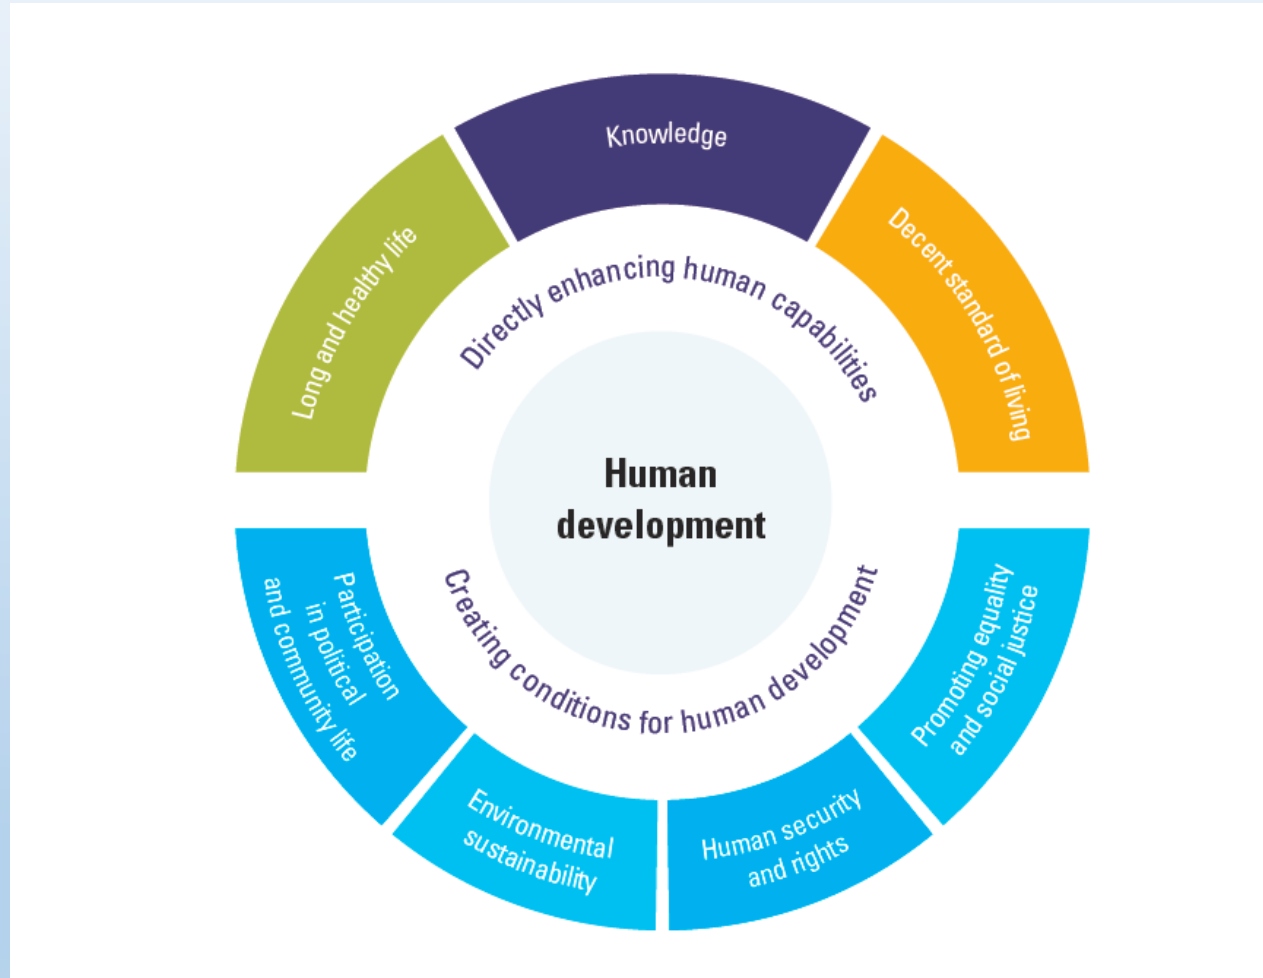 Knowledge
Long and healthy life
Decent standard of living
Directly enhancing human capabilities
Human
development
Creating conditions for human development
Participation
in political
and community life
Environmental
sustainability
Human security
and rights
Promoting equality
and social justice